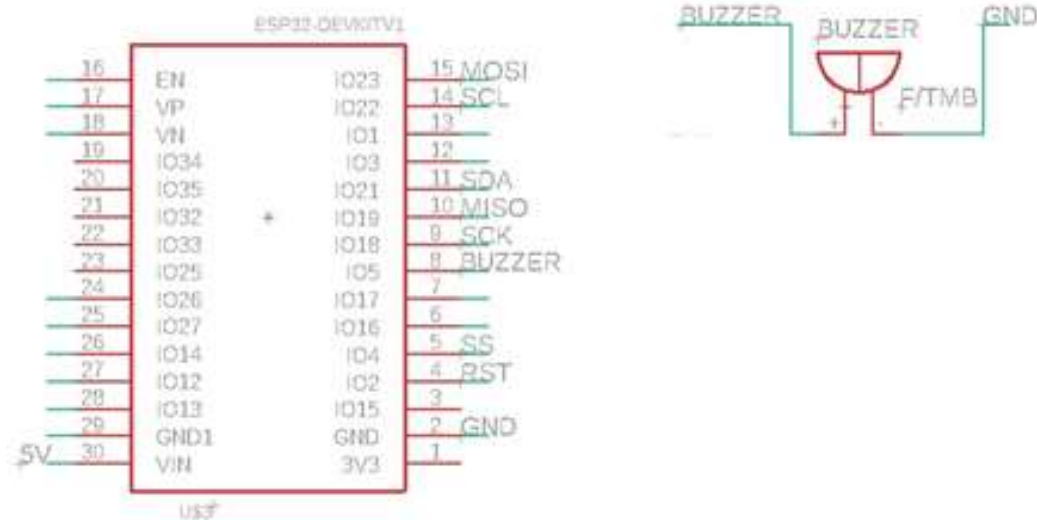 ESP32-DEVKITV1
16 EN IO23 15 MOSI
17 VP IO22 14 SCL
18 VN IO1 13
19 IO34 IO3 12
20 IO35 IO21 11 SDA
21 IO32 IO19 10 MISO
22 IO33 IO18 9 SCK
23 IO25 IO5 8 BUZZER
24 IO26 IO17 7
25 IO27 IO16 6
26 IO14 IO4 5 SS
27 IO12 IO2 4 RST
28 IO13 IO15 3
29 GND1 GND 2 GND
5V 30 VIN 3V3 1
U$3
BUZZER GND
BUZZER
F/TMB
+ -